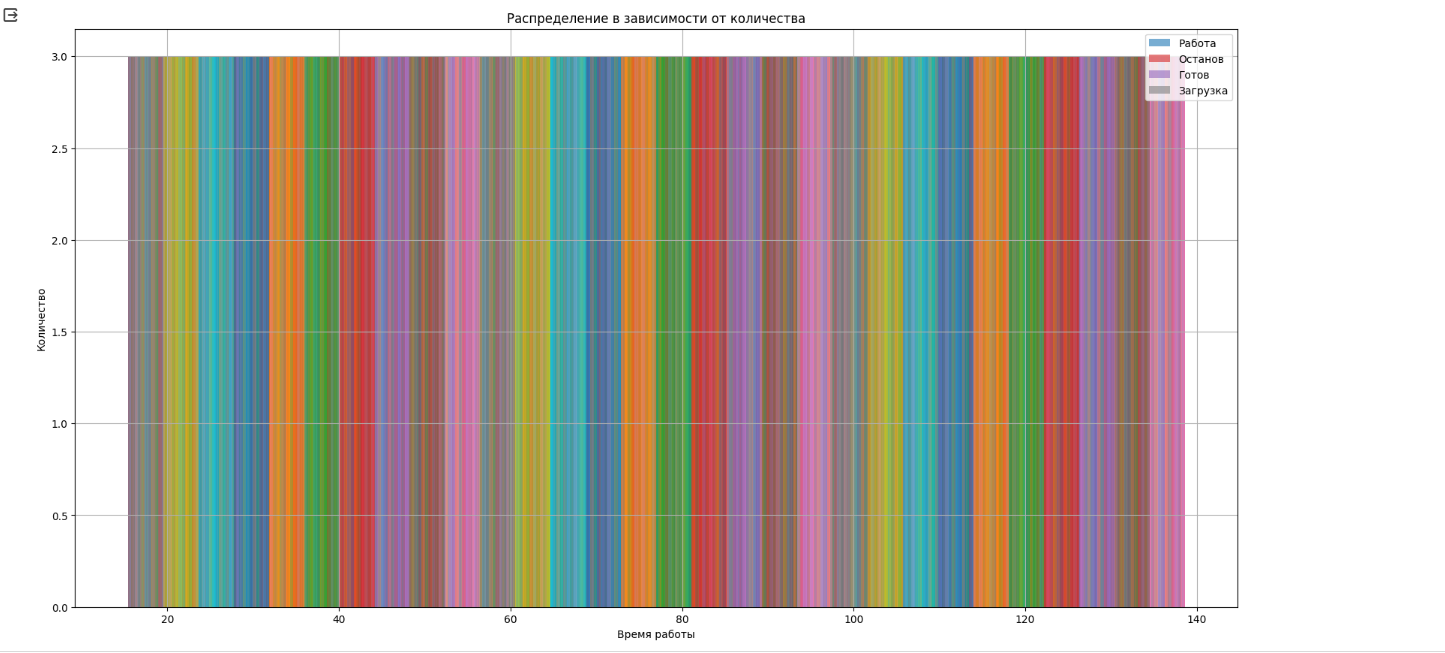 Распределение в зависимости от количества
Работа
Останов
Готов
Загрузка
3.0
2.5
2.0
1.5
1.0
0.5
0.0
Количество
20 40 60 80 100 120 140
Время работы